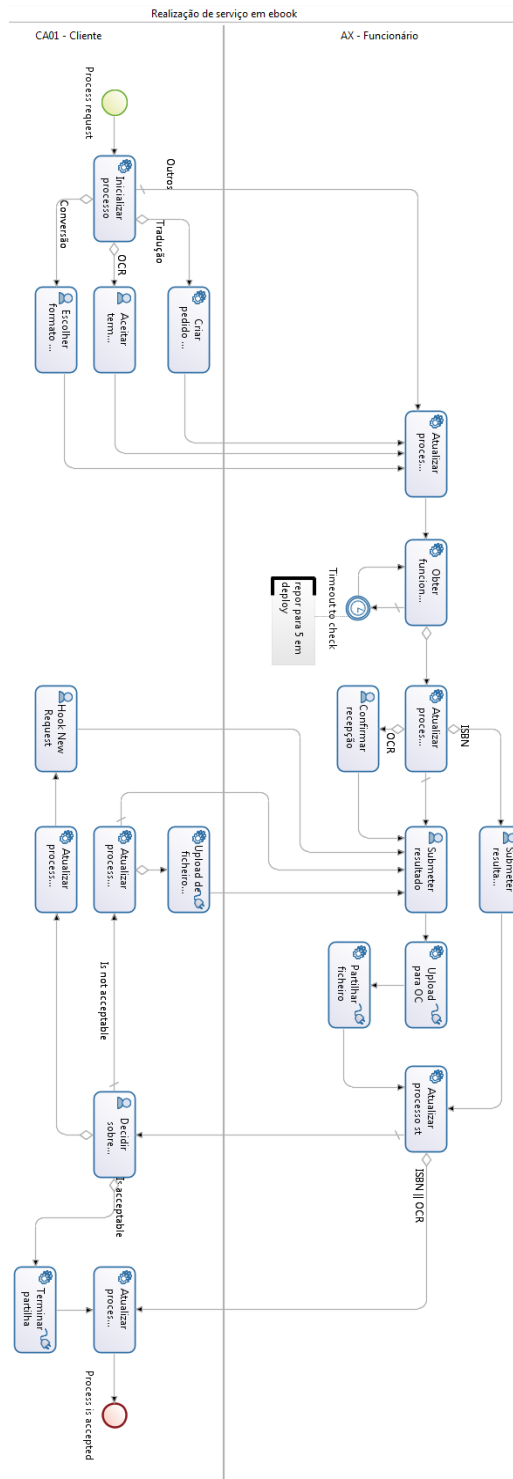 Realização de serviço em ebook
CA01 - Cliente
AX - Funcionário
Process request
Inicializar
processo
Outros
Conversão
OCR
Tradução
Escolher
formato ...
Aceitar
term...
Criar
pedido ...
Atualizar
proces...
Obter
funcion...
Timeout to check
repor para 5 em
deploy
Atualizar
proces...
ISBN
OCR
Confirmar
recepção
Hook New
Request
Atualizar
process...
Atualizar
process...
Upload de
ficheiro...
Submeter
resultado
Submeter
resulta...
Partilhar
ficheiro
Upload
para OC
Is not acceptable
Atualizar
processo st
Decidir
sobre...
ISBN || OCR
Is acceptable
Terminar
partilha
Atualizar
proces...
Process is accepted